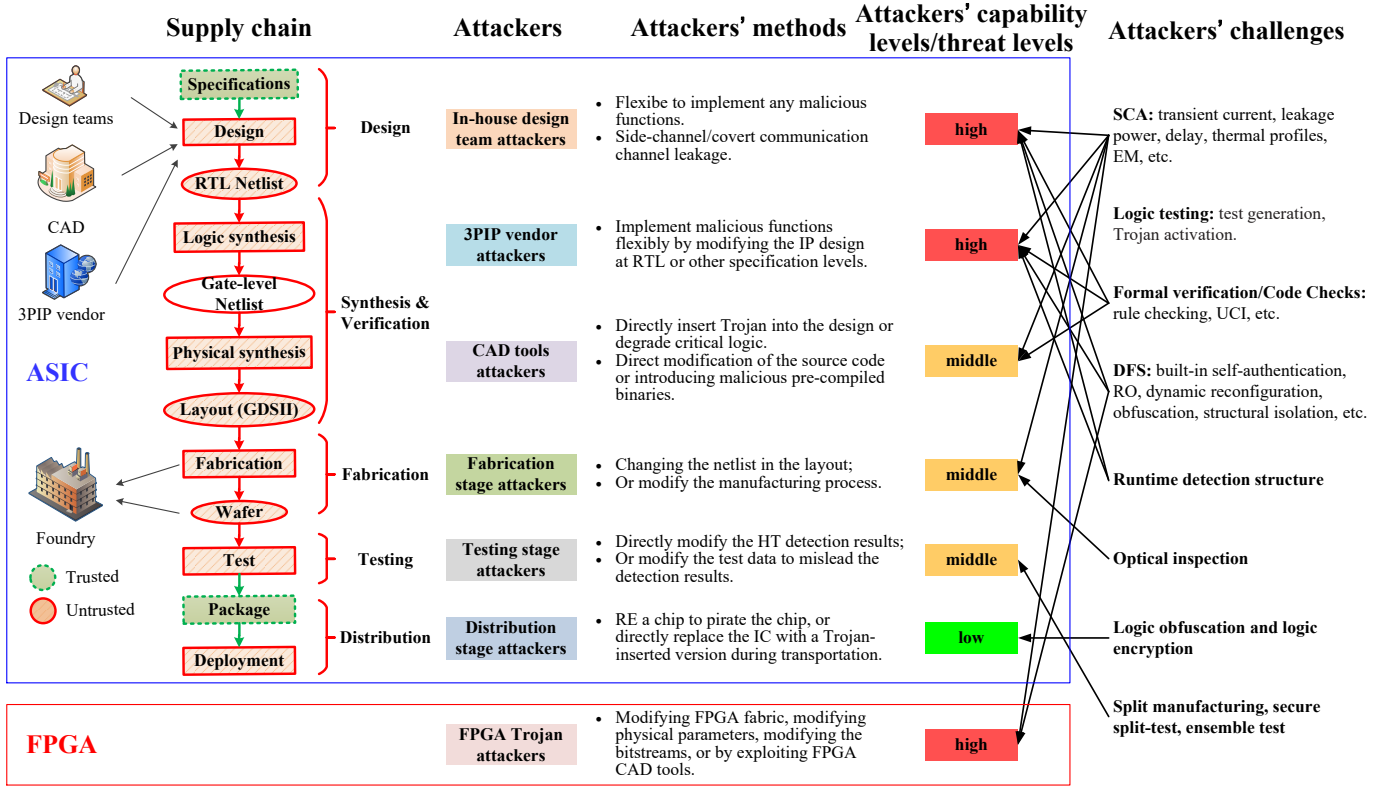 Supply chain
Attackers
Attackers' methods
Attackers' capability
levels/threat levels
Attackers' challenges
Design teams
CAD
3PIP vendor
ASIC
Foundry
Trusted
Untrusted
Specifications
Design
RTL Netlist
Logic synthesis
Gate-level
Netlist
Physical synthesis
Layout (GDSII)
Fabrication
Wafer
Test
Package
Deployment
Design
Synthesis &
Verification
Fabrication
Testing
Distribution
In-house design
team attackers
• Flexibe to implement any malicious
functions.
• Side-channel/covert communication
channel leakage.
high
3PIP vendor
attackers
• Implement malicious functions
flexibly by modifying the IP design
at RTL or other specification levels.
high
CAD tools
attackers
• Directly insert Trojan into the design or
degrade critical logic.
• Direct modification of the source code
or introducing malicious pre-compiled
binaries.
middle
Fabrication
stage attackers
• Changing the netlist in the layout;
• Or modify the manufacturing process.
middle
Testing stage
attackers
• Directly modify the HT detection results;
• Or modify the test data to mislead the
detection results.
middle
Distribution
stage attackers
• RE a chip to pirate the chip, or
directly replace the IC with a Trojan-
inserted version during transportation.
low
FPGA
FPGA Trojan
attackers
• Modifying FPGA fabric, modifying
physical parameters, modifying the
bitstreams, or by exploiting FPGA
CAD tools.
high
SCA: transient current, leakage
power, delay, thermal profiles,
EM, etc.
Logic testing: test generation,
Trojan activation.
Formal verification/Code Checks:
rule checking, UCI, etc.
DFS: built-in self-authentication,
RO, dynamic reconfiguration,
obfuscation, structural isolation, etc.
Runtime detection structure
Optical inspection
Logic obfuscation and logic
encryption
Split manufacturing, secure
split-test, ensemble test